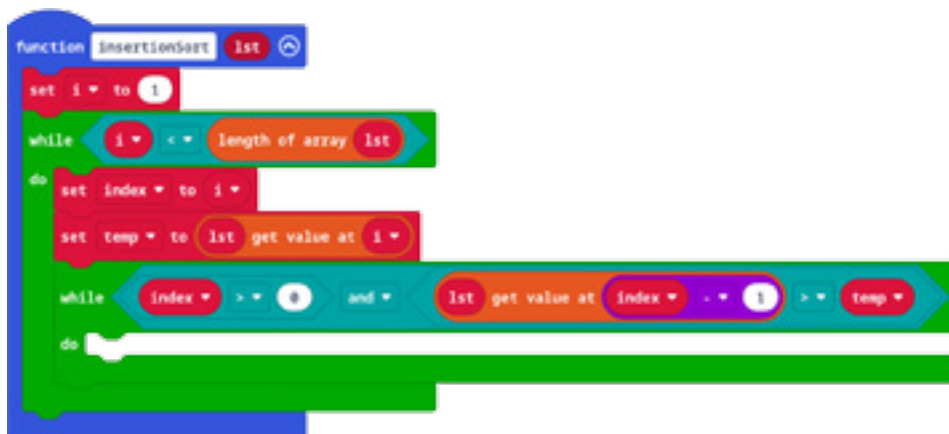 function insertionSort lst
set i to 1
while i < length of array lst
do
set index to i
set temp to lst get value at i
while index > 0 and lst get value at index - 1 > temp
do